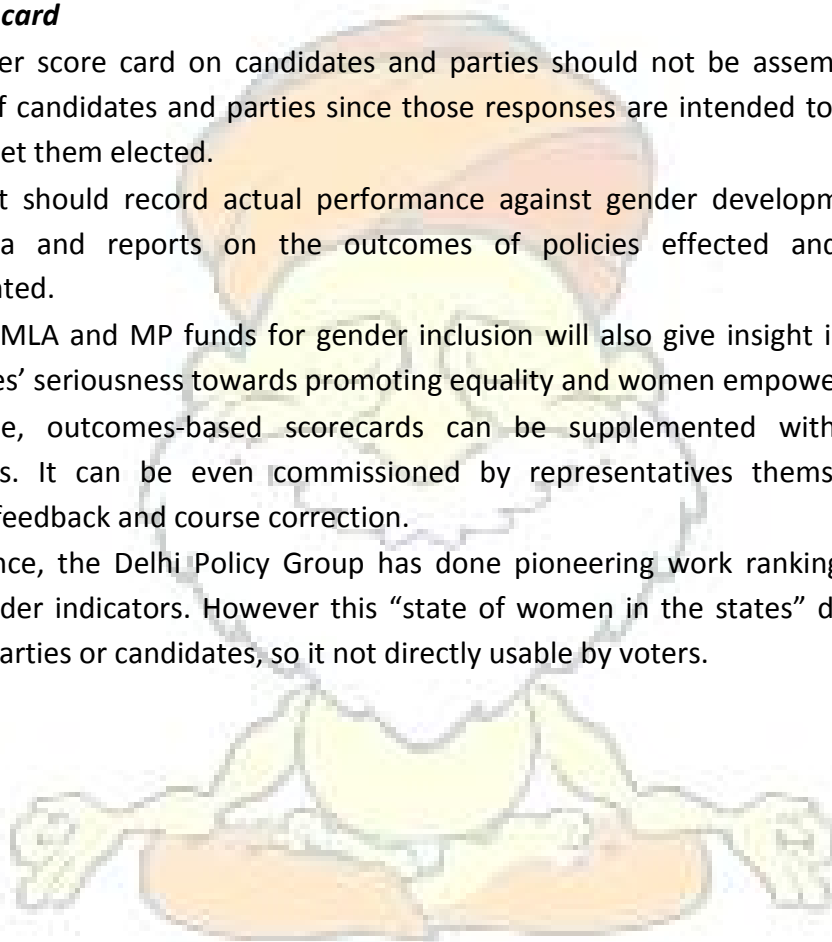 card
er score card on candidates and parties should not be assem
f candidates and parties since those responses are intended to
et them elected.
t should record actual performance against gender developm
a and reports on the outcomes of policies effected and
nted.
MLA and MP funds for gender inclusion will also give insight i
es’ seriousness towards promoting equality and women empowe
e, outcomes-based scorecards can be supplemented with
s. It can be even commissioned by representatives thems
feedback and course correction.
nce, the Delhi Policy Group has done pioneering work ranking
der indicators. However this “state of women in the states” d
arties or candidates, so it not directly usable by voters.